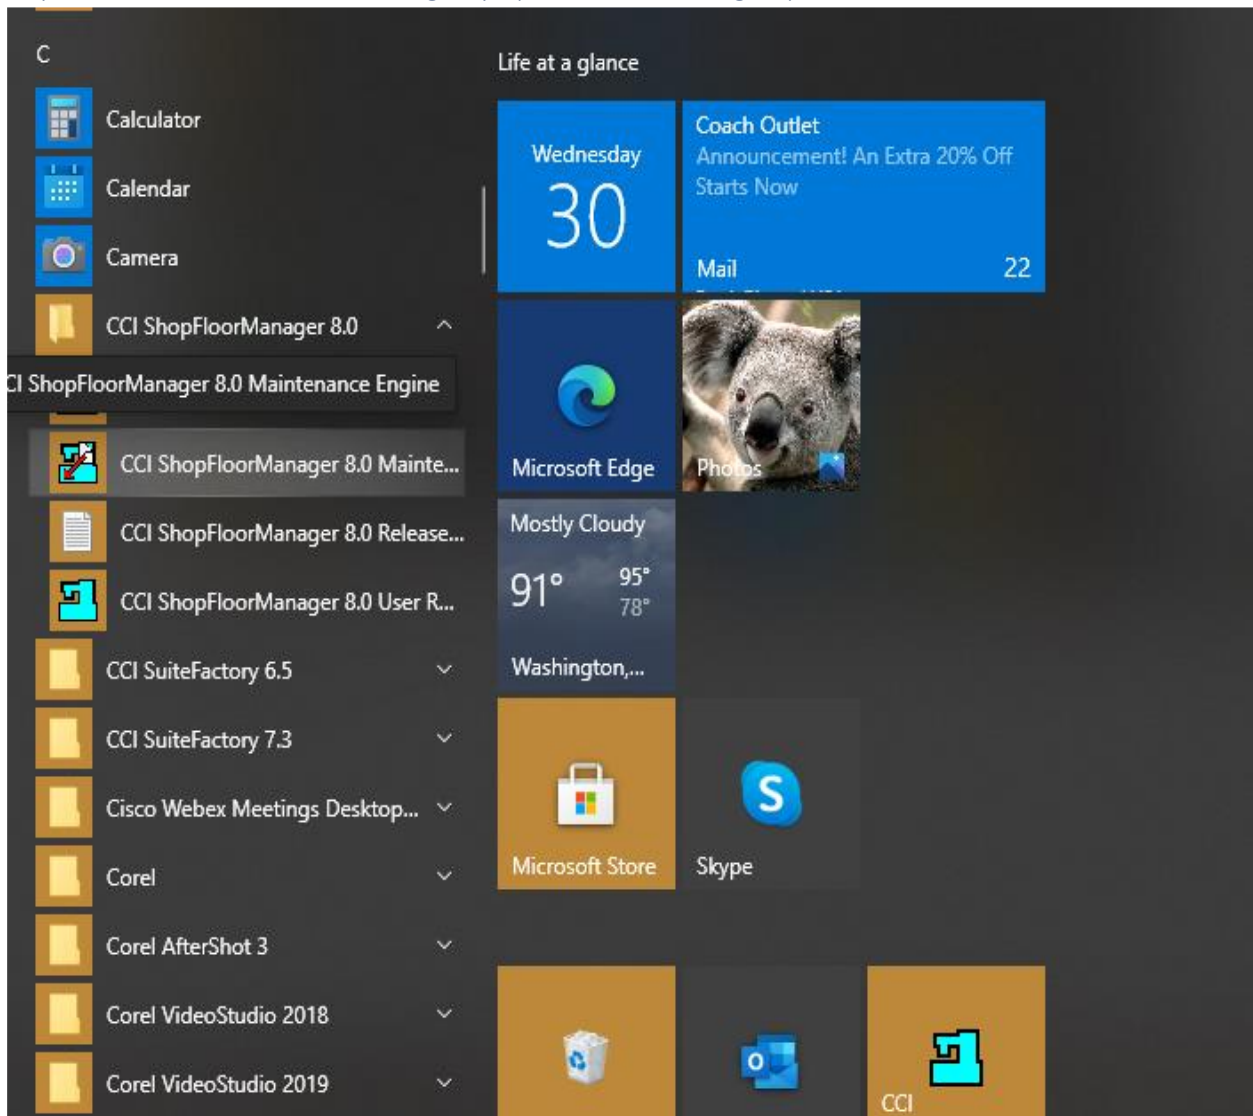 C
Calculator
Calendar
Camera
CCI ShopFloorManager 8.0
CI ShopFloorManager 8.0 Maintenance Engine
CCI ShopFloorManager 8.0 Mainte...
CCI ShopFloorManager 8.0 Release...
CCI ShopFloorManager 8.0 User R...
CCI SuiteFactory 6.5
CCI SuiteFactory 7.3
Cisco Webex Meetings Desktop...
Corel
Corel AfterShot 3
Corel VideoStudio 2018
Corel VideoStudio 2019
Life at a glance
Wednesday
30
Coach Outlet
Announcement! An Extra 20% Off
Starts Now
Mail 22
Microsoft Edge
Photos
Mostly Cloudy
91° 95°
78°
Washington,...
Microsoft Store
Skype
CCI